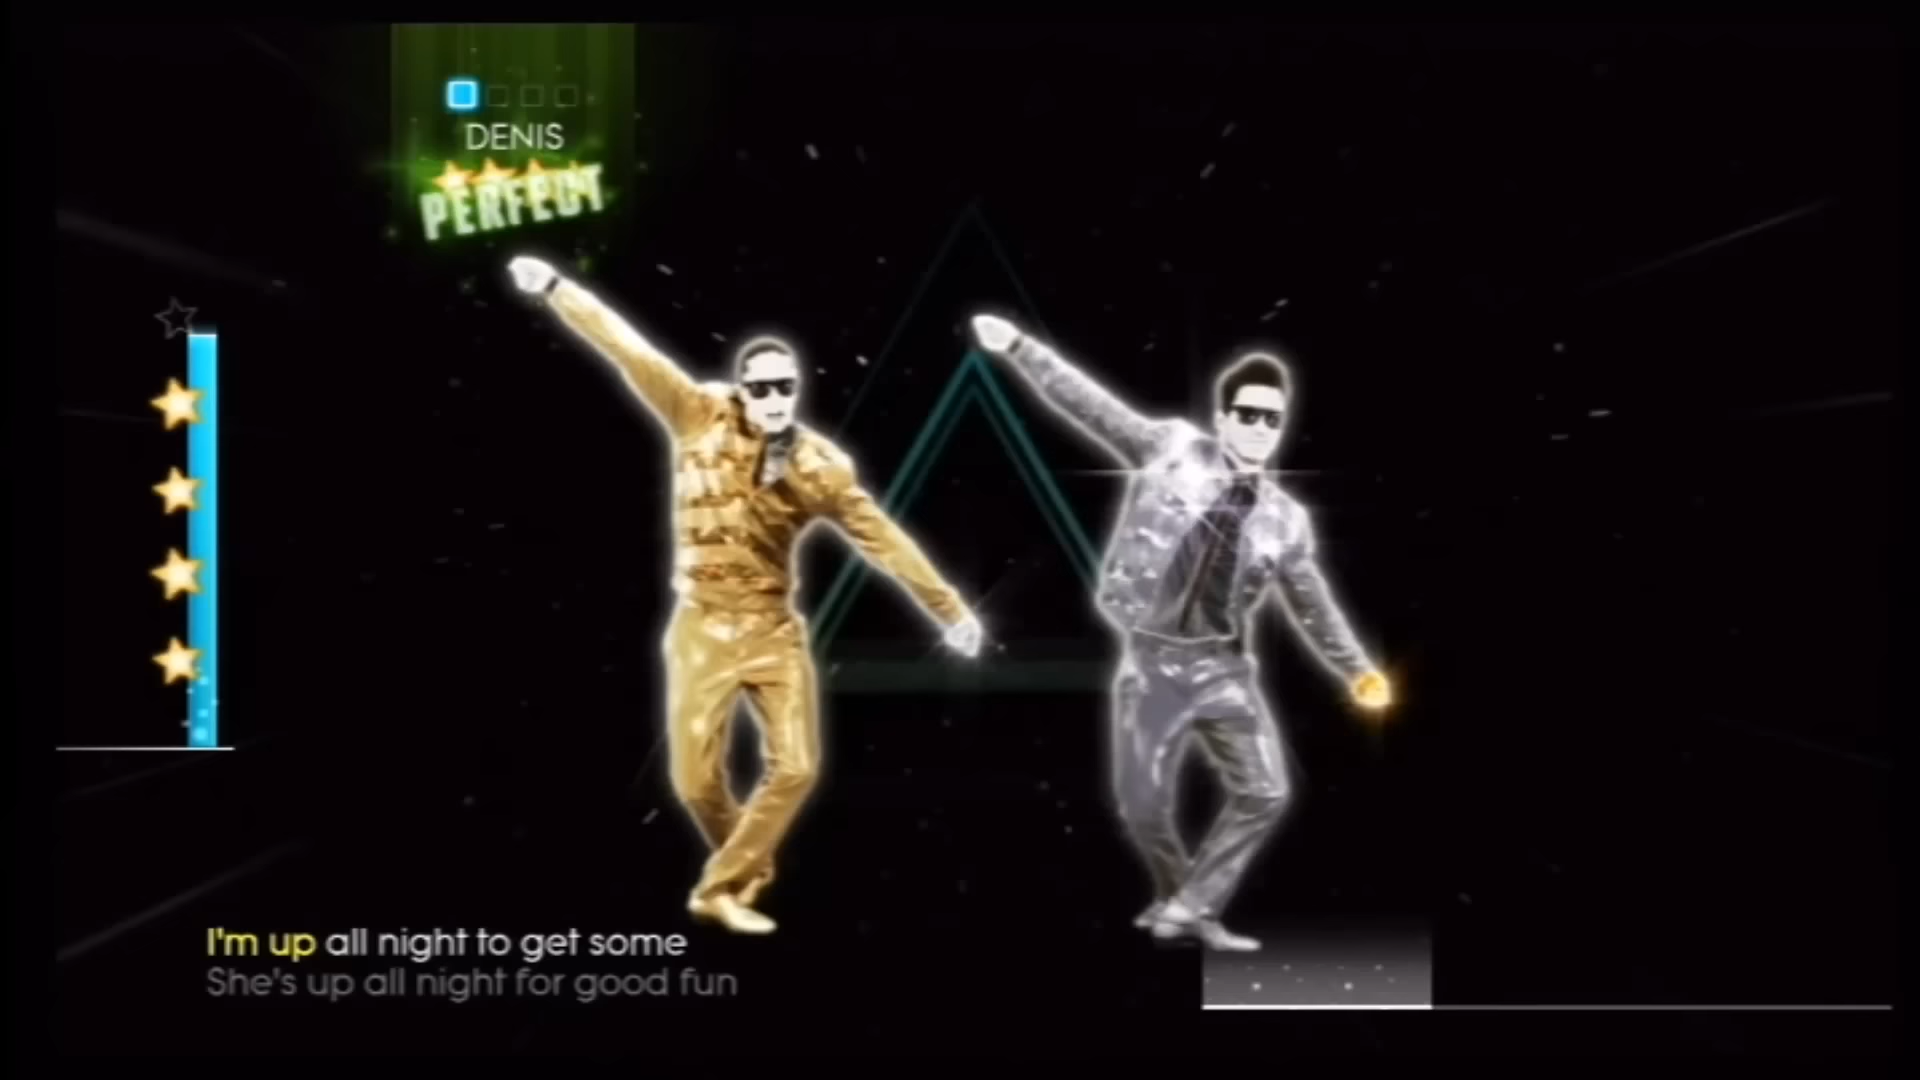 DENIS
PERFECT
I'm up all night to get some
She's up all night for good fun